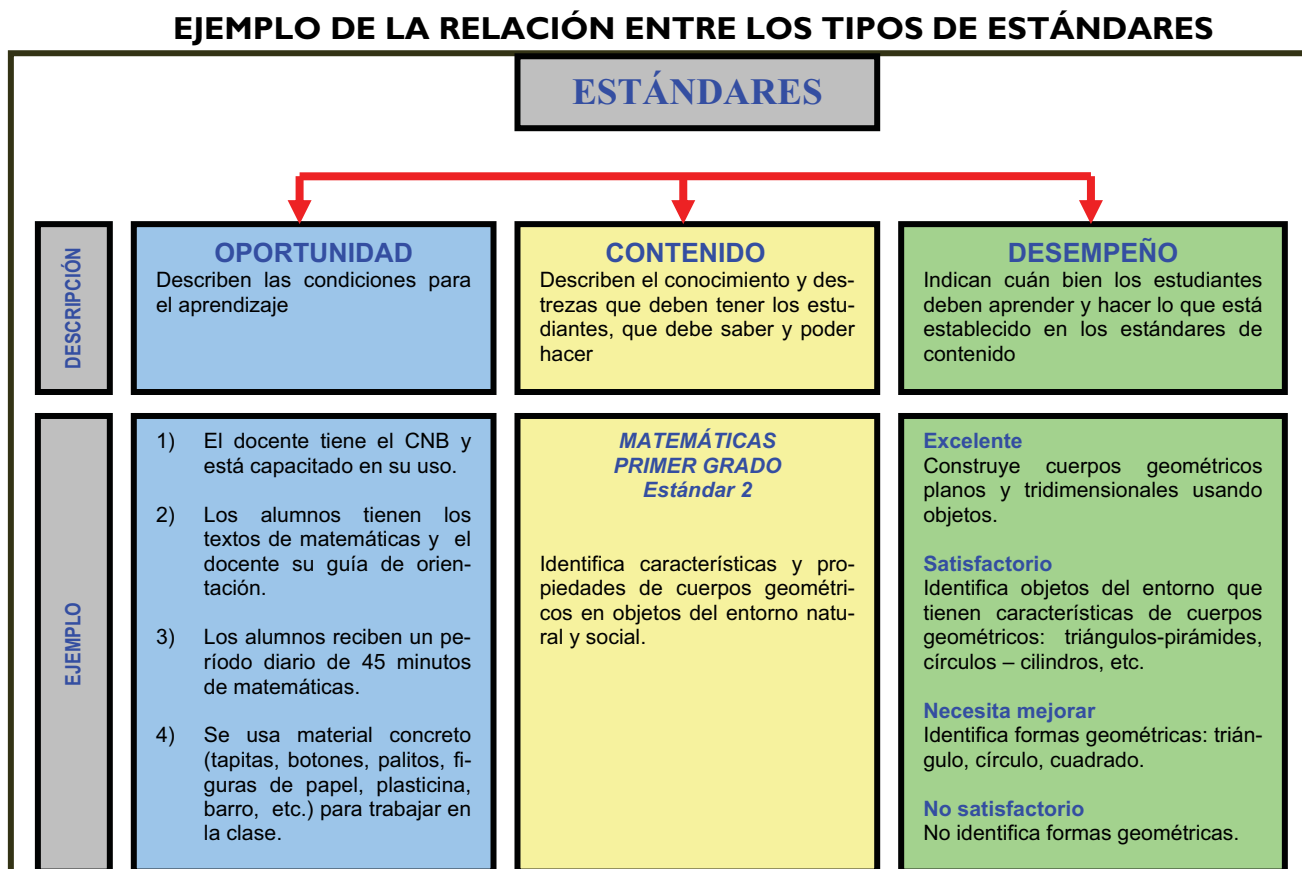 EJEMPLO DE LA RELACIÓN ENTRE LOS TIPOS DE ESTÁNDARES
ESTÁNDARES
DESCRIPCIÓN
OPORTUNIDAD
Describen las condiciones para
el aprendizaje
CONTENIDO
Describen el conocimiento y des-
trezas que deben tener los estu-
diantes, que debe saber y poder
hacer
DESEMPEÑO
Indican cuán bien los estudiantes
deben aprender y hacer lo que está
establecido en los estándares de
contenido
EJEMPLO
1) El docente tiene el CNB y
está capacitado en su uso.
2) Los alumnos tienen los
textos de matemáticas y el
docente su guía de orien-
tación.
3) Los alumnos reciben un pe-
ríodo diario de 45 minutos
de matemáticas.
4) Se usa material concreto
(tapitas, botones, palitos, fi-
guras de papel, plasticina,
barro, etc.) para trabajar en
la clase.
MATEMÁTICAS
PRIMER GRADO
Estándar 2
Identifica características y pro-
piedades de cuerpos geométri-
cos en objetos del entorno natu-
ral y social.
Excelente
Construye cuerpos geométricos
planos y tridimensionales usando
objetos.
Satisfactorio
Identifica objetos del entorno que
tienen características de cuerpos
geométricos: triángulos-pirámides,
círculos – cilindros, etc.
Necesita mejorar
Identifica formas geométricas: trián-
gulo, círculo, cuadrado.
No satisfactorio
No identifica formas geométricas.